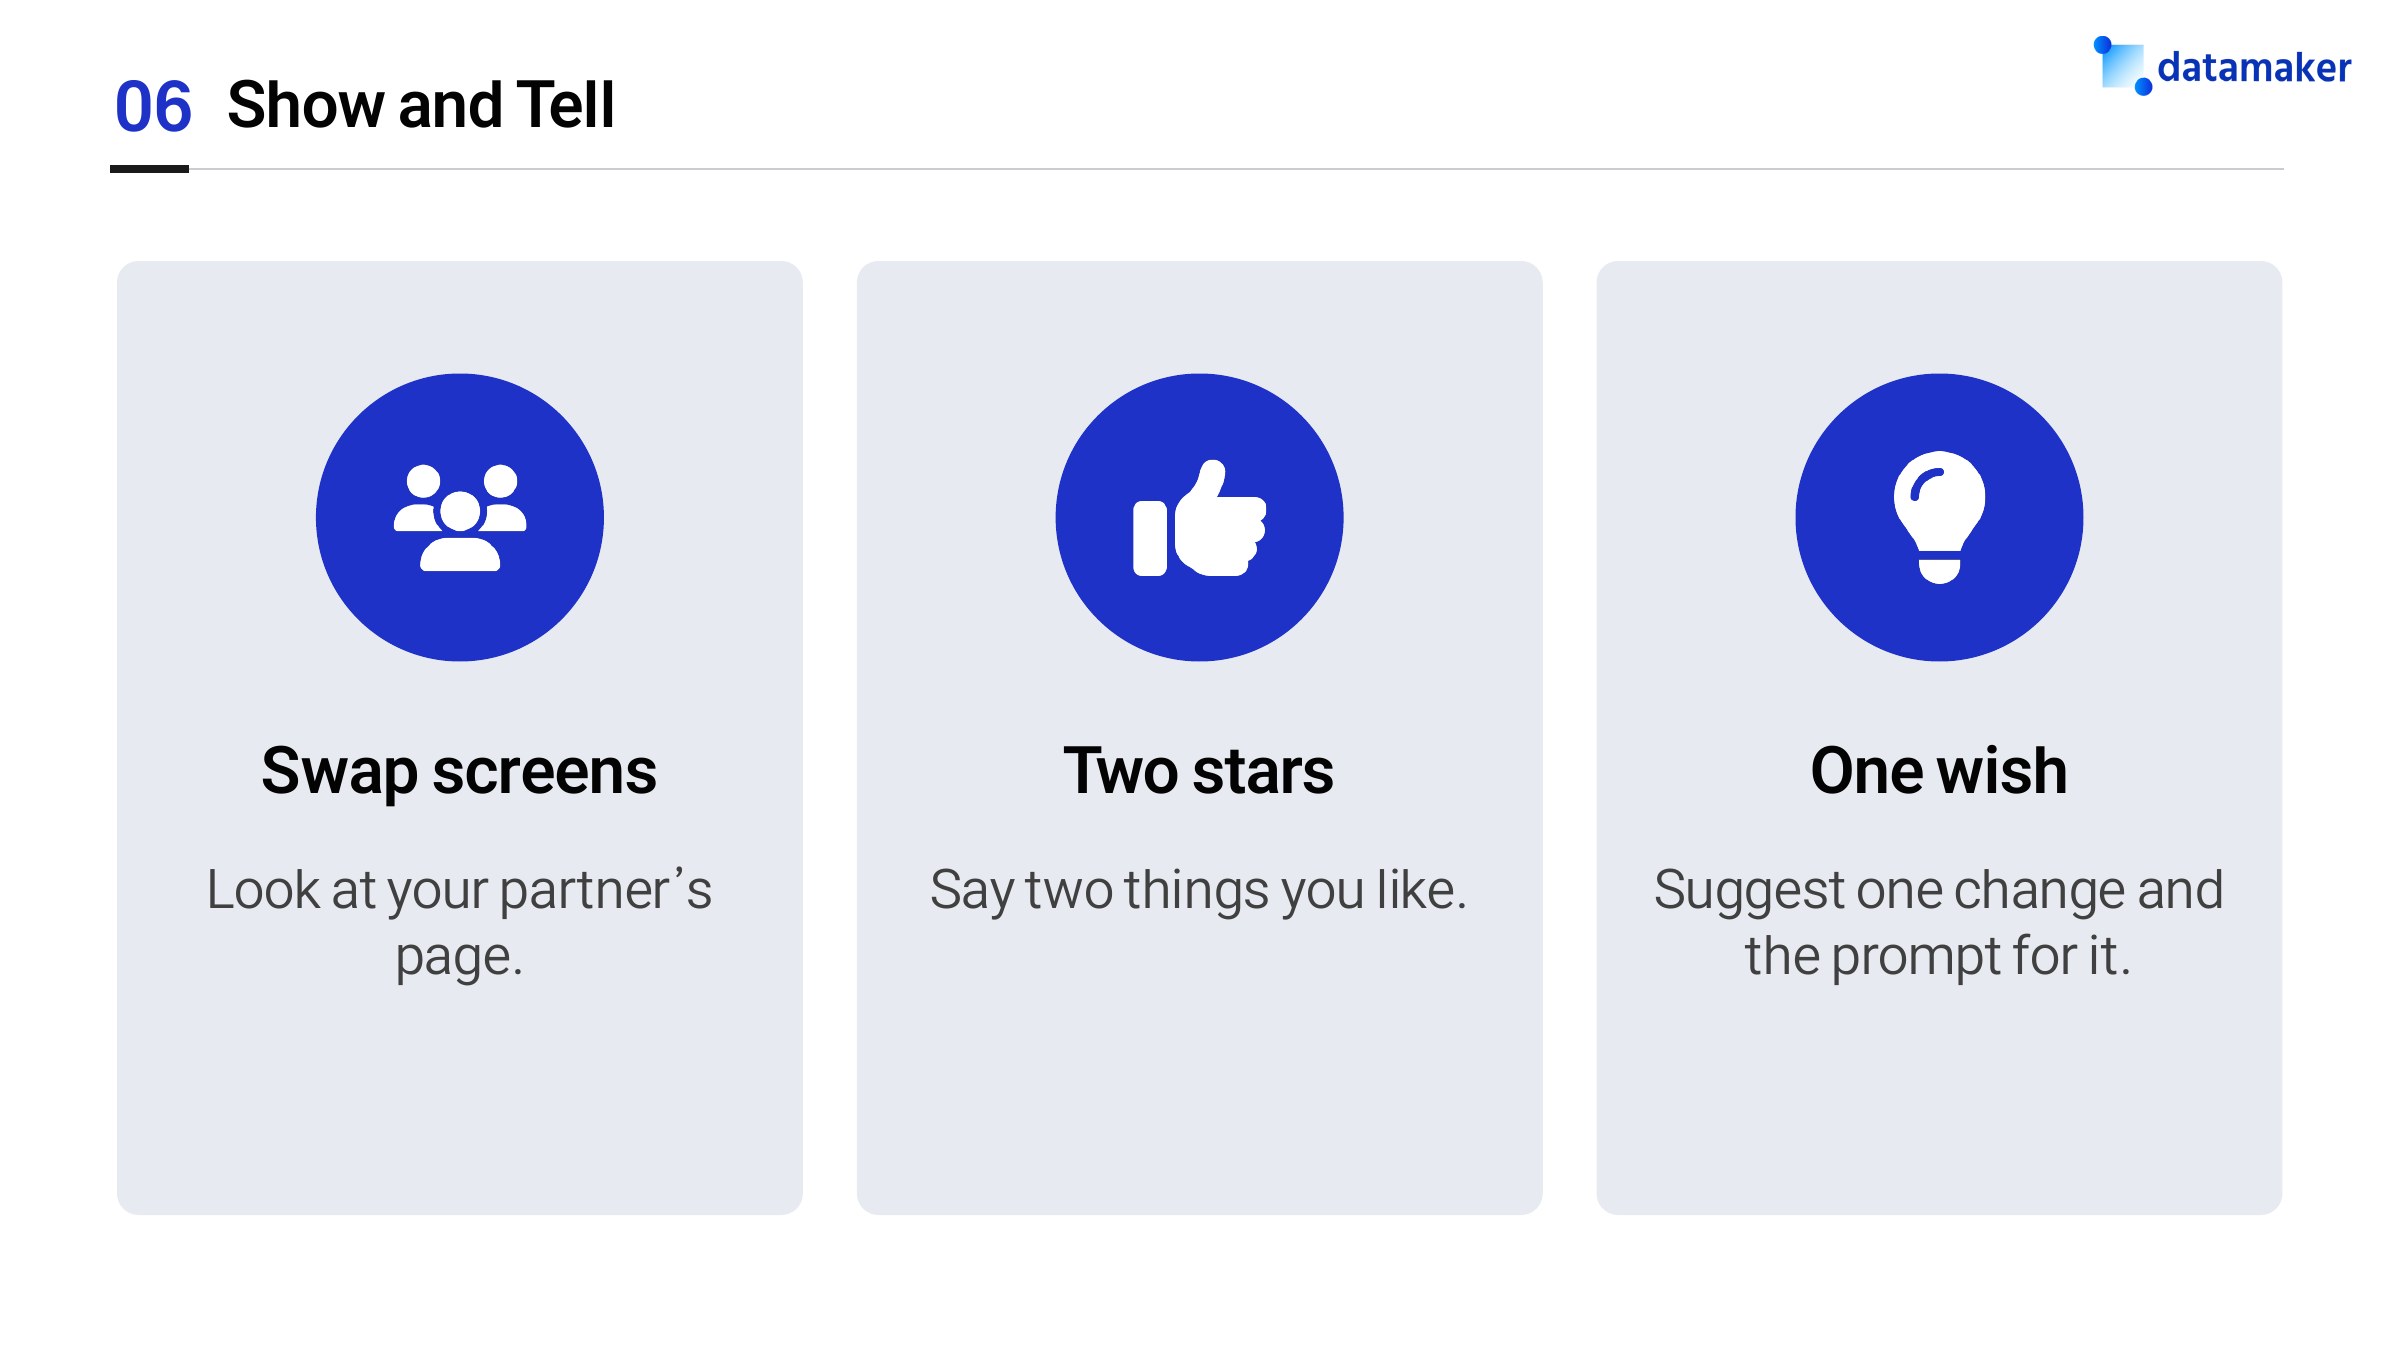 06 Show and Tell
datamaker
Swap screens
Look at your partner’s
page.
Two stars
Say two things you like.
One wish
Suggest one change and
the prompt for it.